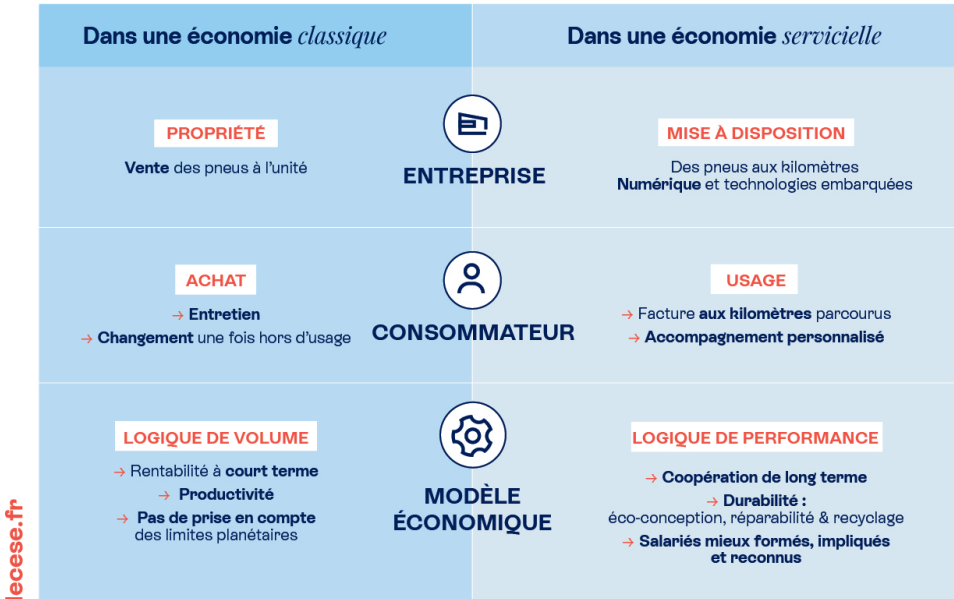 Dans une économie classique
Dans une économie servicielle
PROPRIÉTÉ
Vente des pneus à l'unité
ENTREPRISE
MISE À DISPOSITION
Des pneus aux kilomètres
Numérique et technologies embarquées
ACHAT
→ Entretien
→ Changement une fois hors d'usage
CONSOMMATEUR
USAGE
→ Facture aux kilomètres parcourus
→ Accompagnement personnalisé
LOGIQUE DE VOLUME
→ Rentabilité à court terme
→ Productivité
→ Pas de prise en compte
des limites planétaires
MODÈLE
ÉCONOMIQUE
LOGIQUE DE PERFORMANCE
→ Coopération de long terme
→ Durabilité :
éco-conception, réparabilité & recyclage
→ Salariés mieux formés, impliqués
et reconnus
lecese.fr